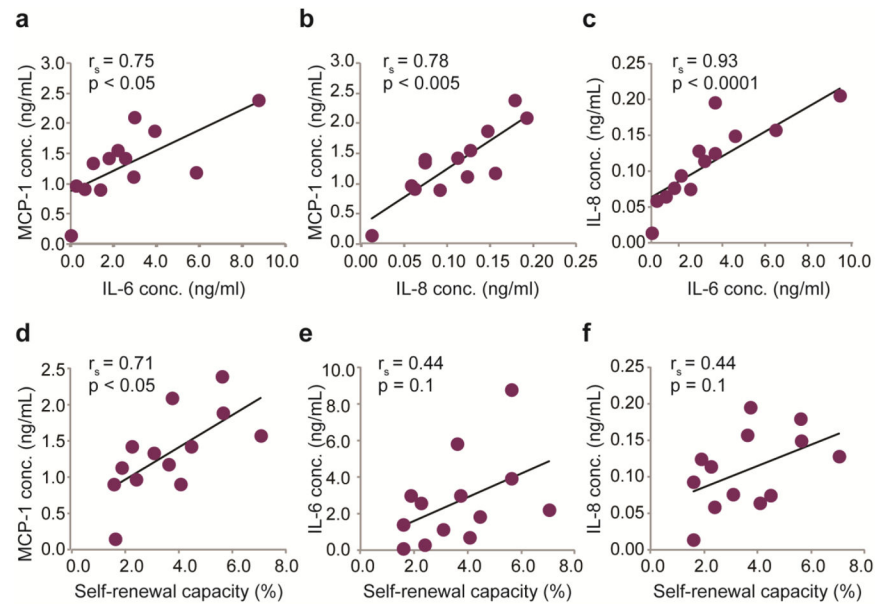 a
r_s = 0.75
p < 0.05
MCP-1 conc. (ng/mL)
3.0
2.5
2.0
1.5
1.0
0.5
0.0
0.0 2.0 4.0 6.0 8.0 10.0
IL-6 conc. (ng/ml)
b
r_s = 0.78
p < 0.005
MCP-1 conc. (ng/mL)
3.0
2.5
2.0
1.5
1.0
0.5
0.0
0.00 0.05 0.10 0.15 0.20 0.25
IL-8 conc. (ng/ml)
c
r_s = 0.93
p < 0.0001
IL-8 conc. (ng/mL)
0.25
0.20
0.15
0.10
0.05
0.00
0.0 2.0 4.0 6.0 8.0 10.0
IL-6 conc. (ng/ml)
d
r_s = 0.71
p < 0.05
MCP-1 conc. (ng/mL)
2.5
2.0
1.5
1.0
0.5
0.0
0.0 2.0 4.0 6.0 8.0
Self-renewal capacity (%)
e
r_s = 0.44
p = 0.1
IL-6 conc. (ng/mL)
10.0
8.0
6.0
4.0
2.0
0.0
0.0 2.0 4.0 6.0 8.0
Self-renewal capacity (%)
f
r_s = 0.44
p = 0.1
IL-8 conc. (ng/mL)
0.25
0.20
0.15
0.10
0.05
0.00
0.0 2.0 4.0 6.0 8.0
Self-renewal capacity (%)